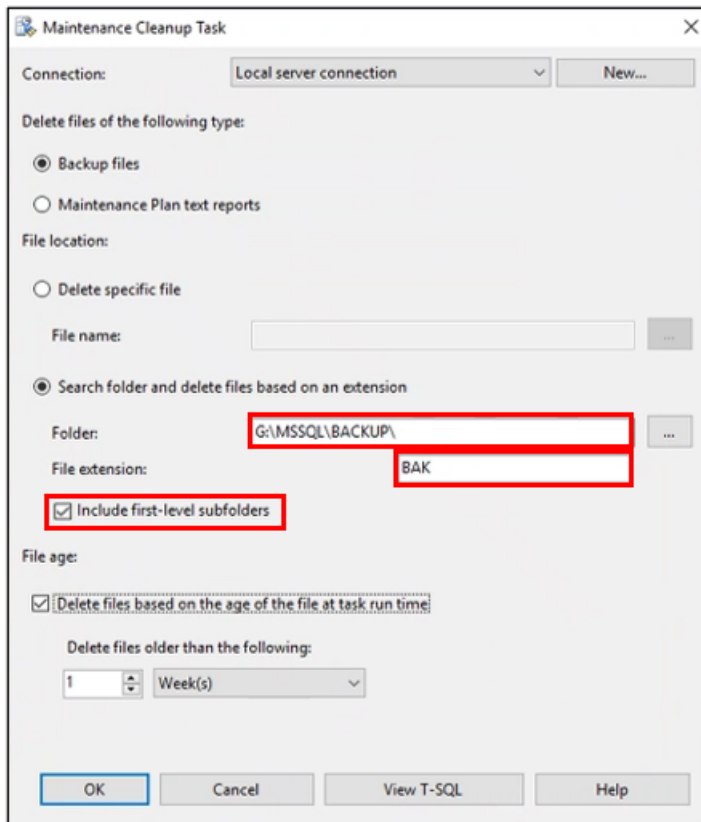 Maintenance Cleanup Task
Connection: Local server connection New...
Delete files of the following type:
Backup files
Maintenance Plan text reports
File location:
Delete specific file
File name: ...
Search folder and delete files based on an extension
Folder: G:\MSSQL\BACKUP\ ...
File extension: BAK
Include first-level subfolders
File age:
Delete files based on the age of the file at task run time
Delete files older than the following:
1 Week(s)
OK Cancel View T-SQL Help